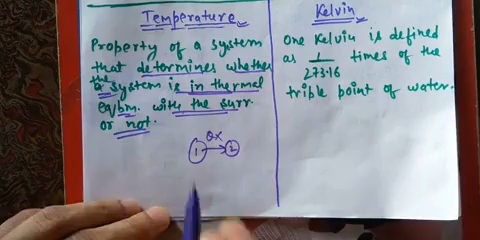 Temperature
Property of a system
that determines whether
the system is in thermal
eqbm. with the surr.
or not.
Qx
1 2
Kelvin
One Kelvin is defined
as 1/273.16 times of the
triple point of water.